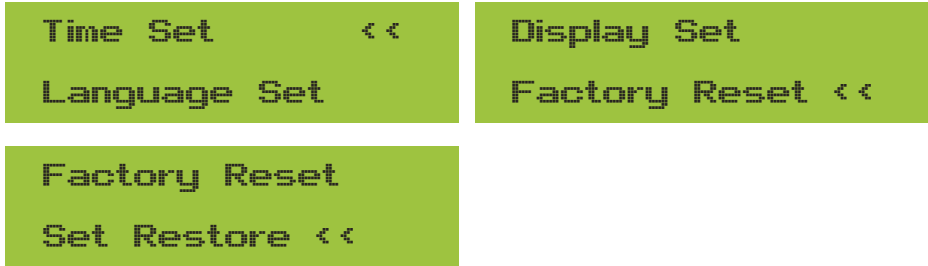 Time Set <<
Language Set
Display Set
Factory Reset <<
Factory Reset
Set Restore <<